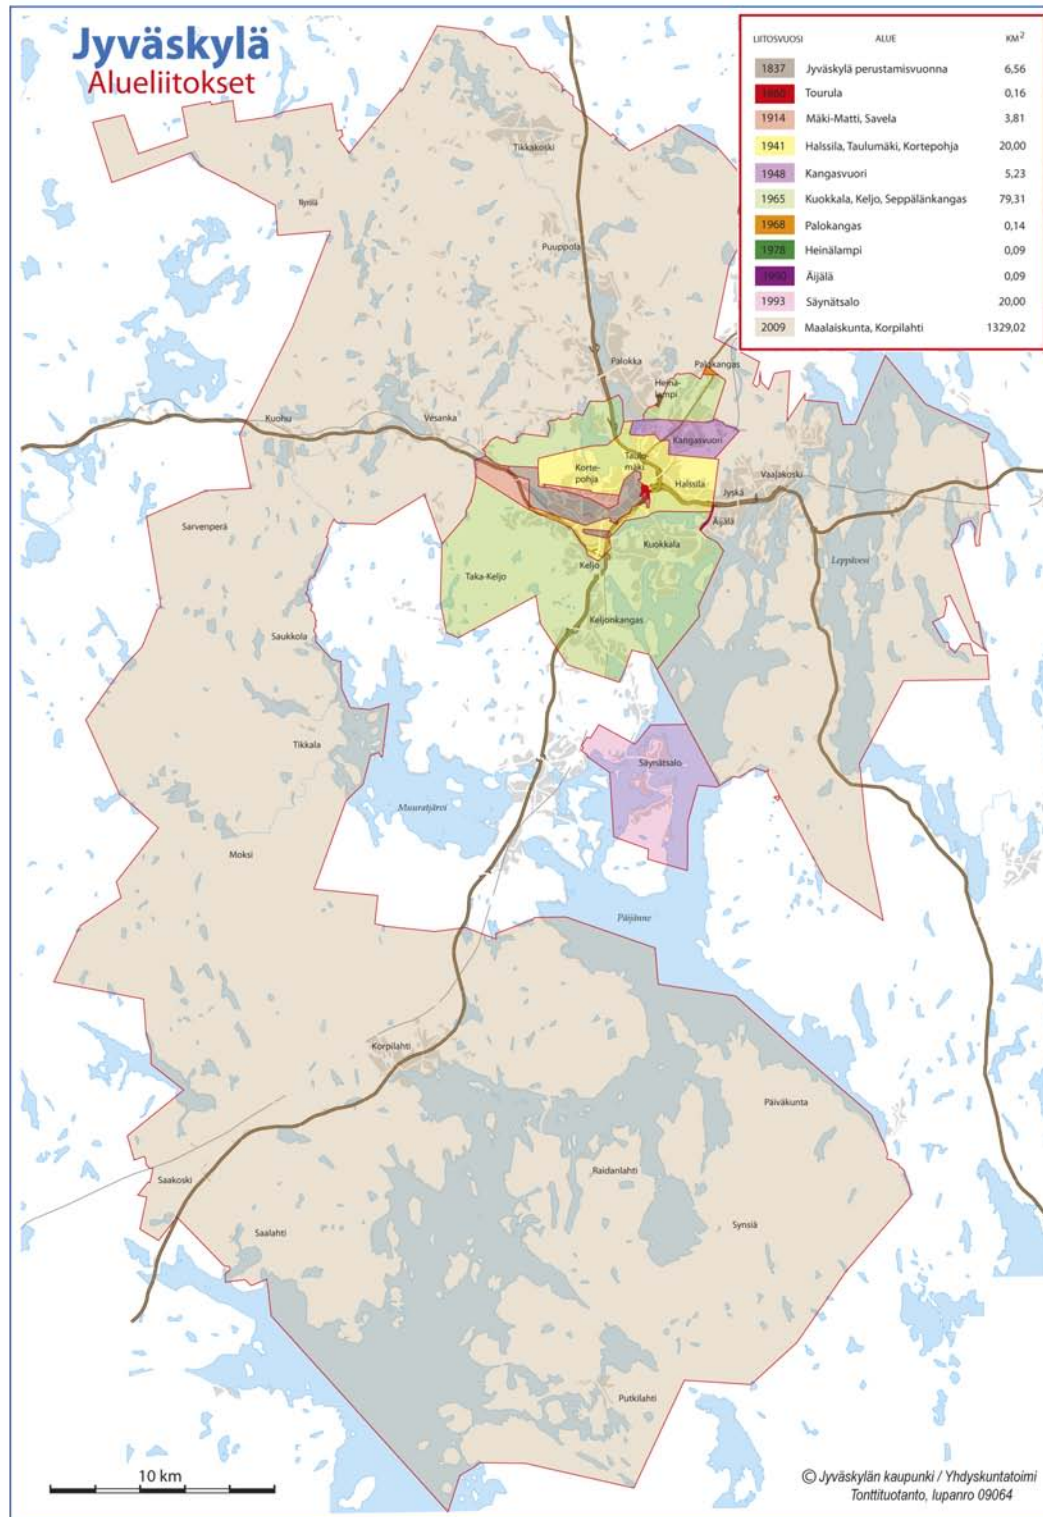 Jyväskylä
Alueliitokset
LIITOSVUOSI ALUE KM²
1837 Jyväskylä perustamisvuonna 6,56
Tourula 0,16
1914 Mäki-Matti, Savela 3,81
1941 Halssila, Taulumäki, Kortepohja 20,00
1948 Kangasvuori 5,23
1965 Kuokkala, Keljo, Seppälänkangas 79,31
1968 Palokangas 0,14
1978 Heinälampi 0,09
Äijälä 0,09
1993 Säynätsalo 20,00
2009 Maalaiskunta, Korpilahti 1329,02
Tikkakoski
Nyrölä
Puuppola
Palokka
Palokangas
Heinä-
lampi
Kuohu
Vesanka
Kangasvuori
Taulu-
mäki
Korte-
pohja
Halssila
Vaajakoski
Jyskä
Sarvenperä
Äijälä
Kuokkala
Leppävesi
Keljo
Taka-Keljo
Keljonkangas
Saukkola
Tikkala
Säynätsalo
Muuratjärvi
Moksi
Päijänne
Korpilahti
Päiväkunta
Raidanlahti
Saakoski
Synsiä
Saalahti
Putkilahti
10 km
© Jyväskylän kaupunki / Yhdyskuntatoimi
Tonttituotanto, lupanro 09064